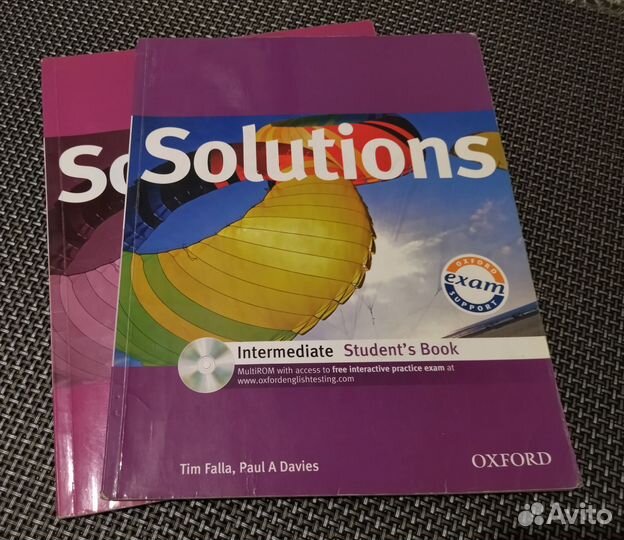 So
Solutions
OXFORD
exam
SUPPORT
Intermediate Student's Book
MultiROM with access to free interactive practice exam at
www.oxfordenglishtesting.com
Tim Falla, Paul A Davies
OXFORD
Avito